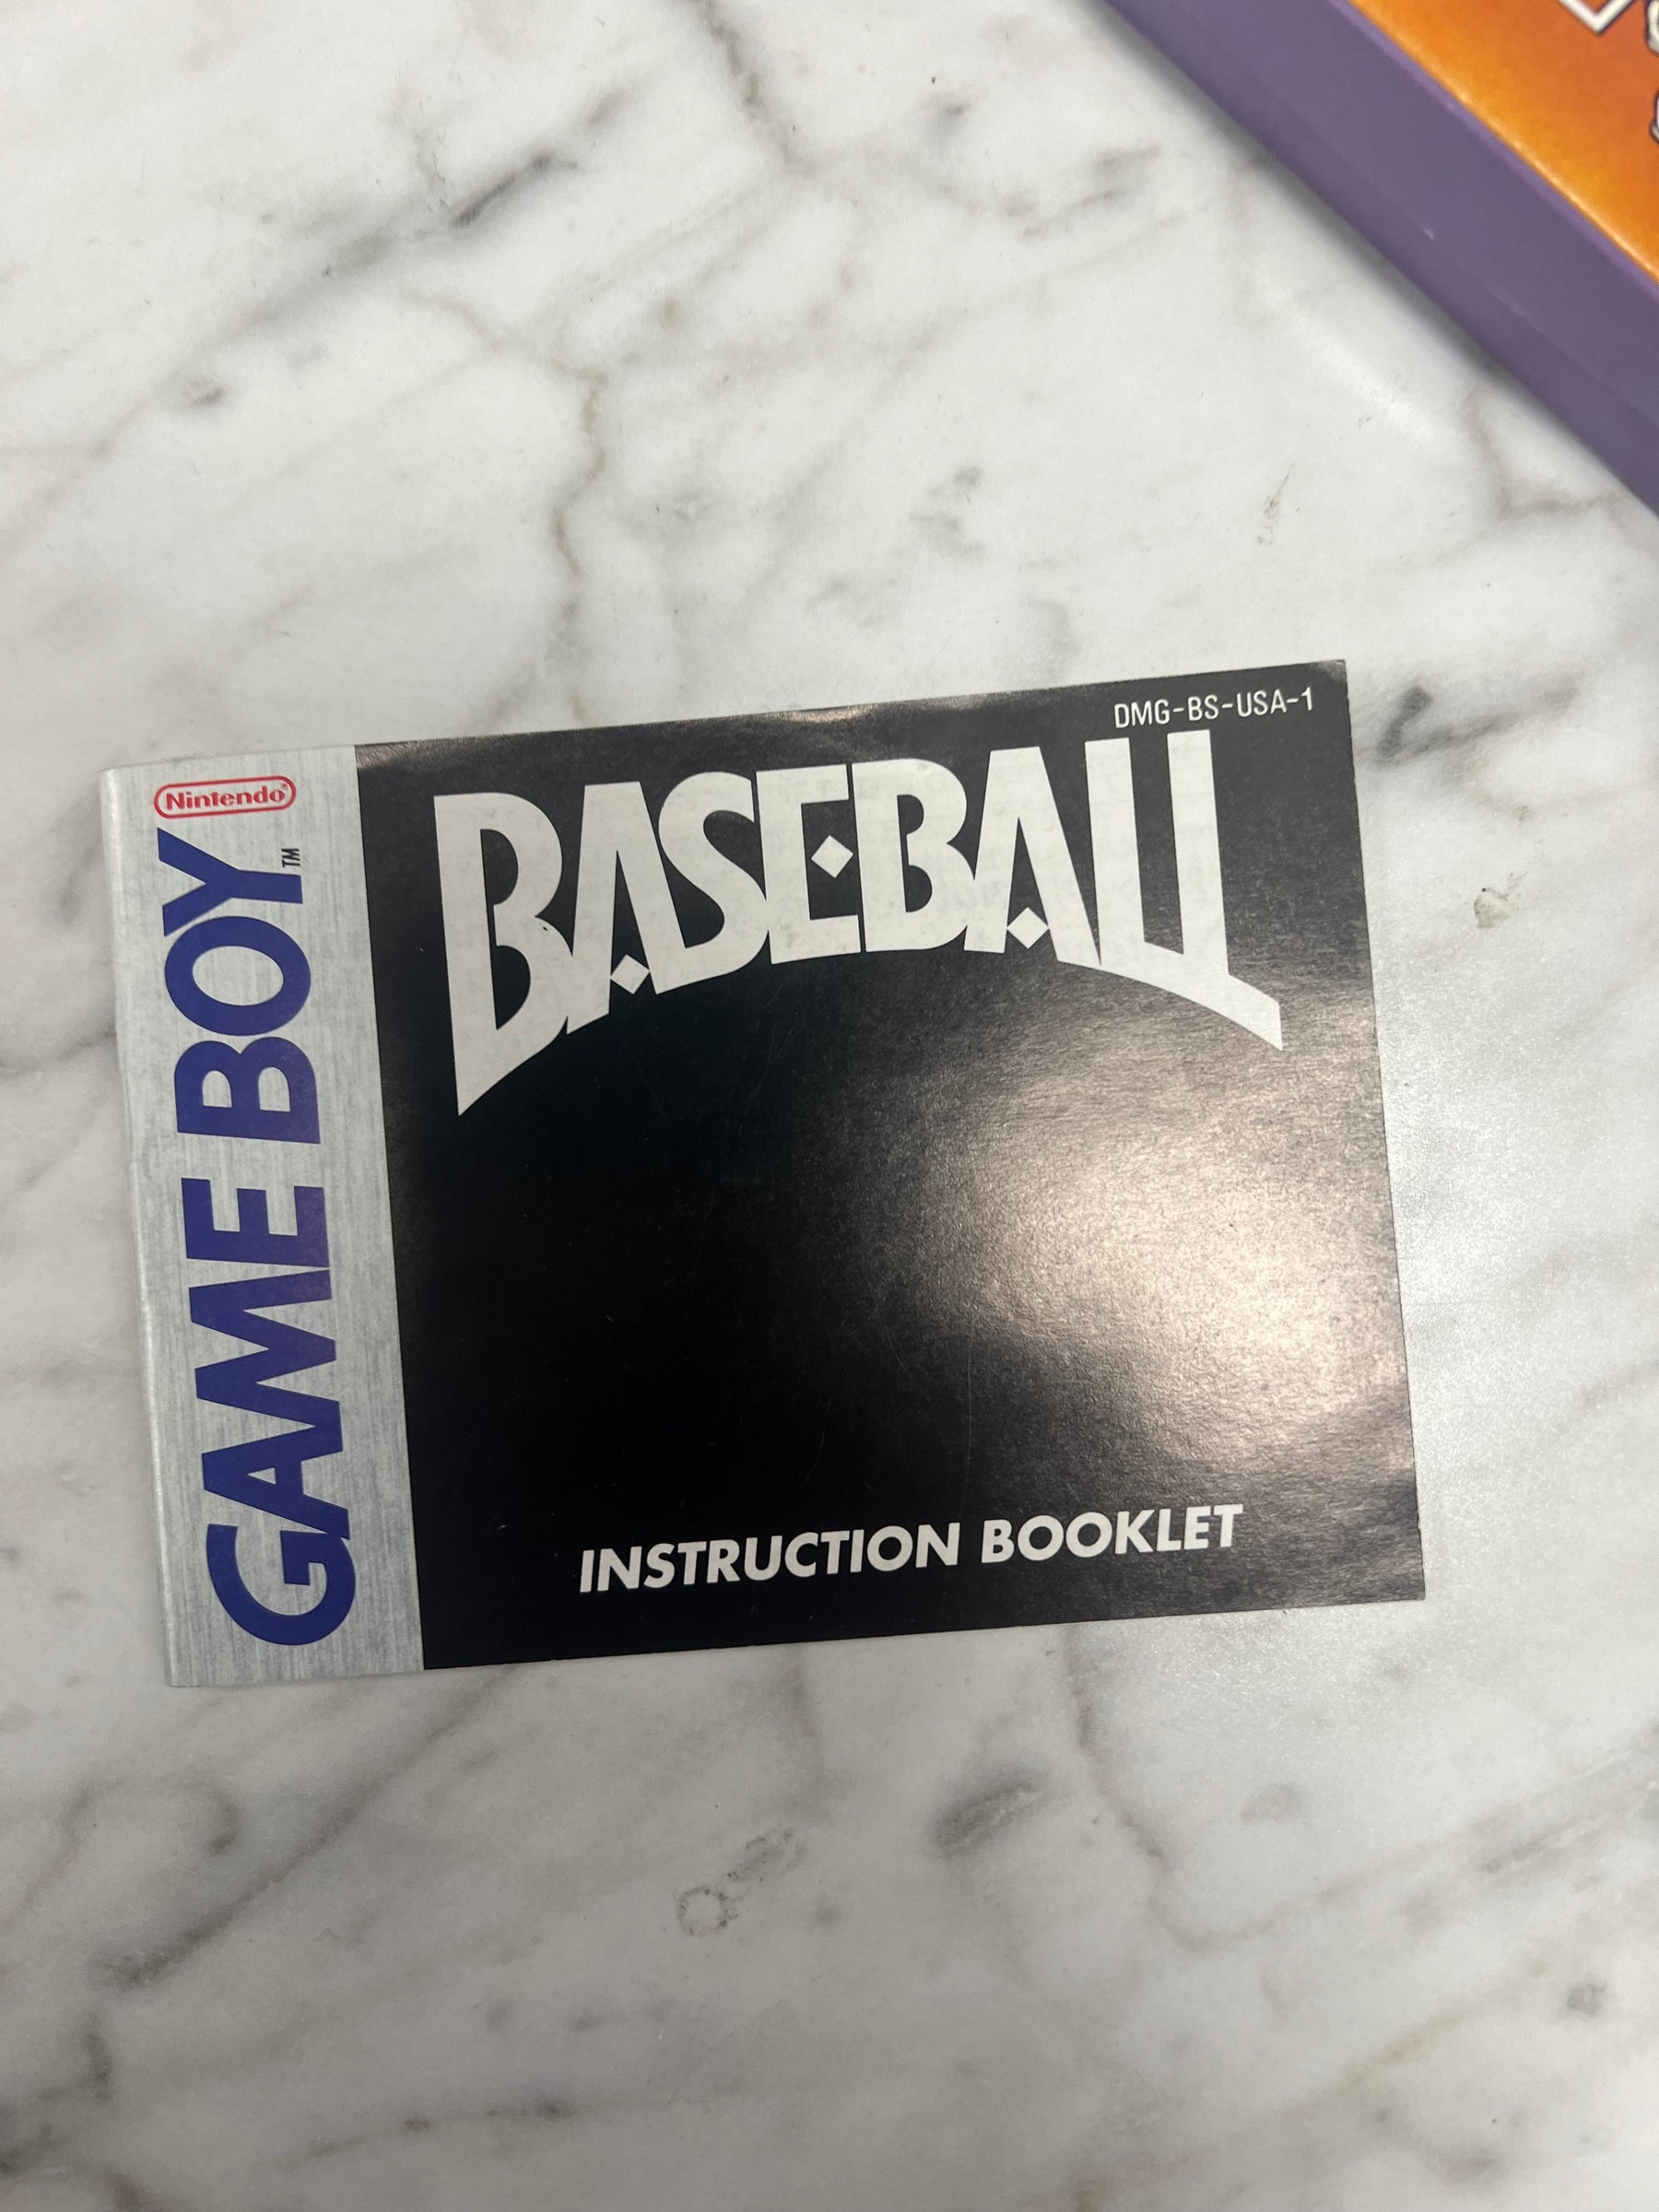 DMG-BS-USA-1
Nintendo®
GAME BOY™
BASEBALL
INSTRUCTION BOOKLET